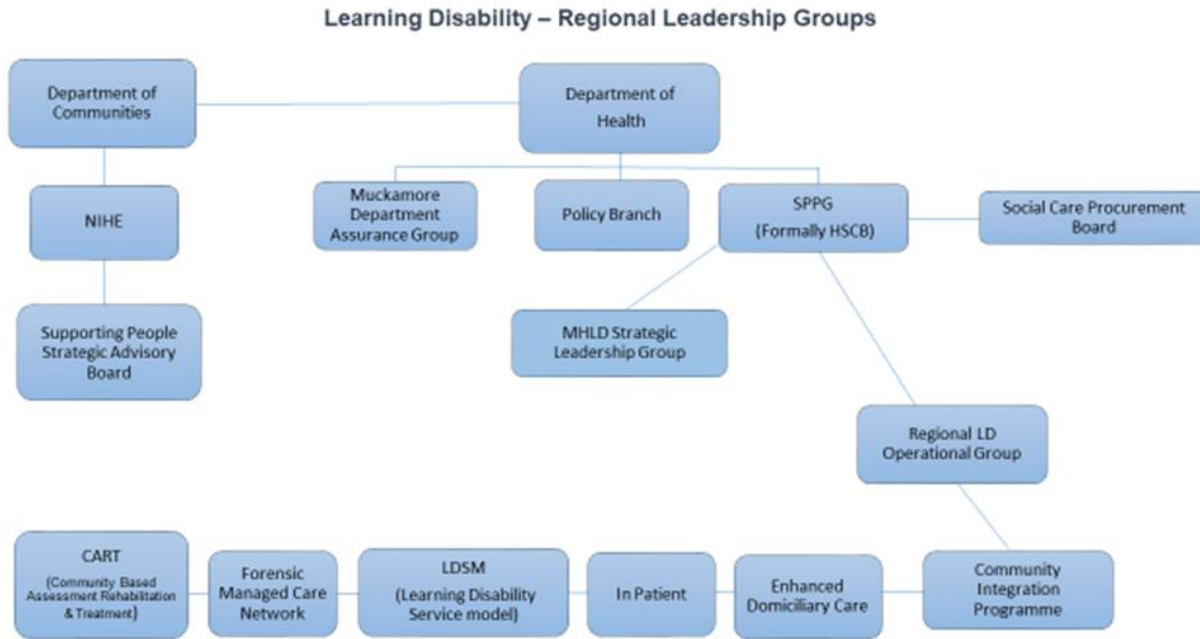 Learning Disability – Regional Leadership Groups
Department of
Communities
Department of
Health
NIHE
Muckamore
Department
Assurance Group
Policy Branch
SPPG
(Formally HSCB)
Social Care Procurement
Board
Supporting People
Strategic Advisory
Board
MHLD Strategic
Leadership Group
Regional LD
Operational Group
CART
(Community Based
Assessment Rehabilitation
& Treatment)
Forensic
Managed Care
Network
LDSM
(Learning Disability
Service model)
In Patient
Enhanced
Domiciliary Care
Community
Integration
Programme